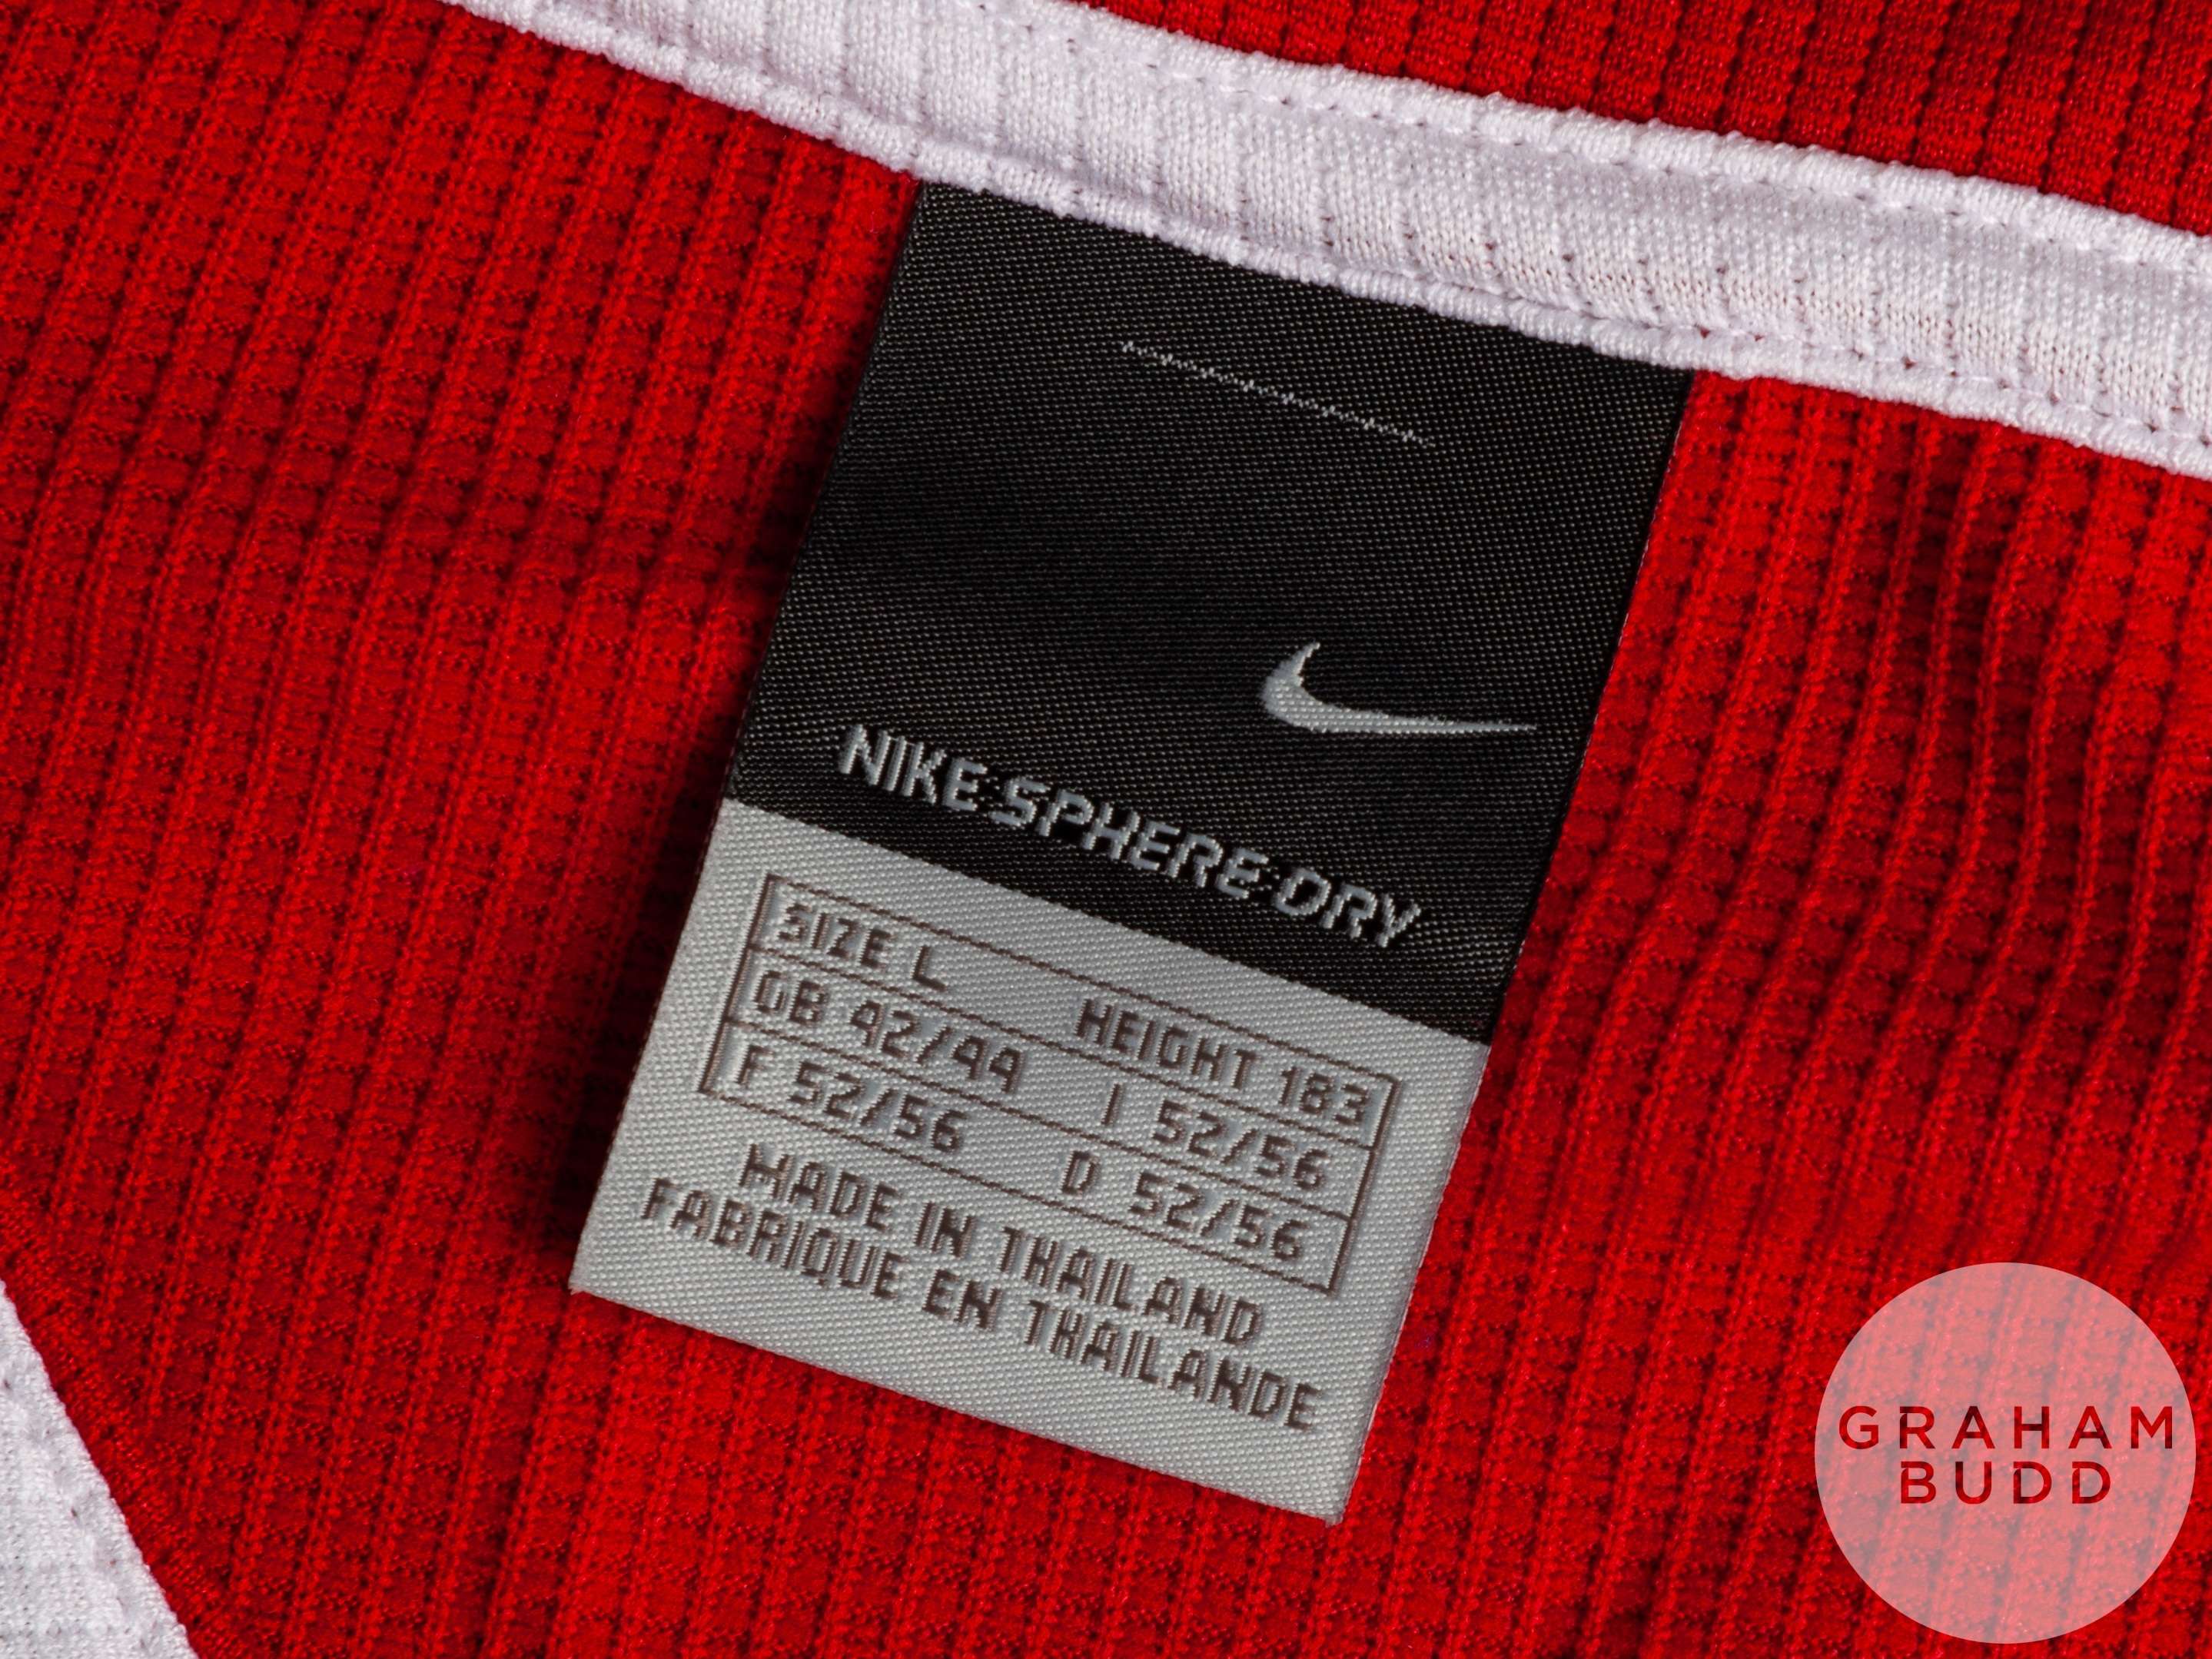 NIKE SPHERE DRY
SIZE L HEIGHT 183
GB 42/44 I 52/56
F 52/56 D 52/56
MADE IN THAILAND
FABRIQUE EN THAILANDE
GRAHAM
BUDD